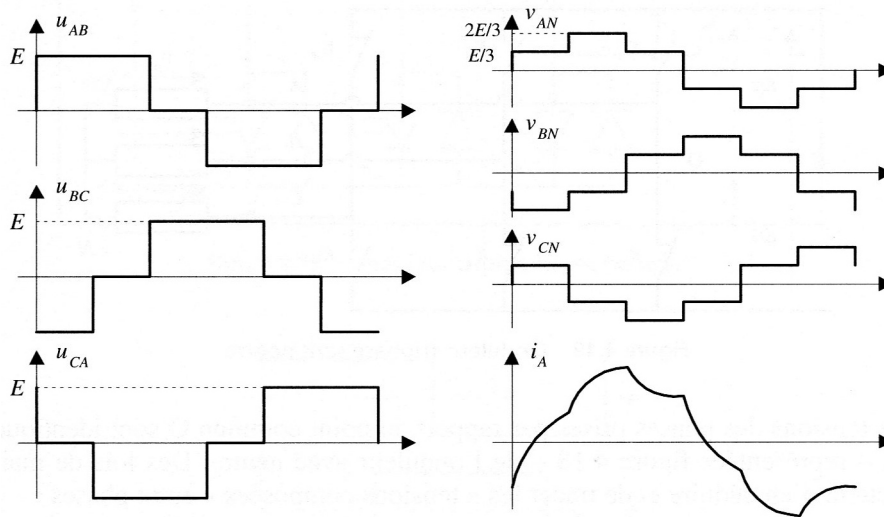 u_AB
E
u_BC
E
u_CA
E
v_AN
2E/3
E/3
v_BN
v_CN
i_A